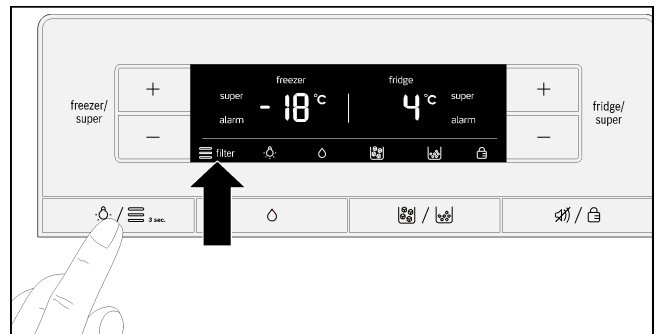 freezer/
super
+
−
super
alarm
freezer
-18 °C
fridge
4 °C
super
alarm
filter
+
−
fridge/
super
/
3 sec.
/
/